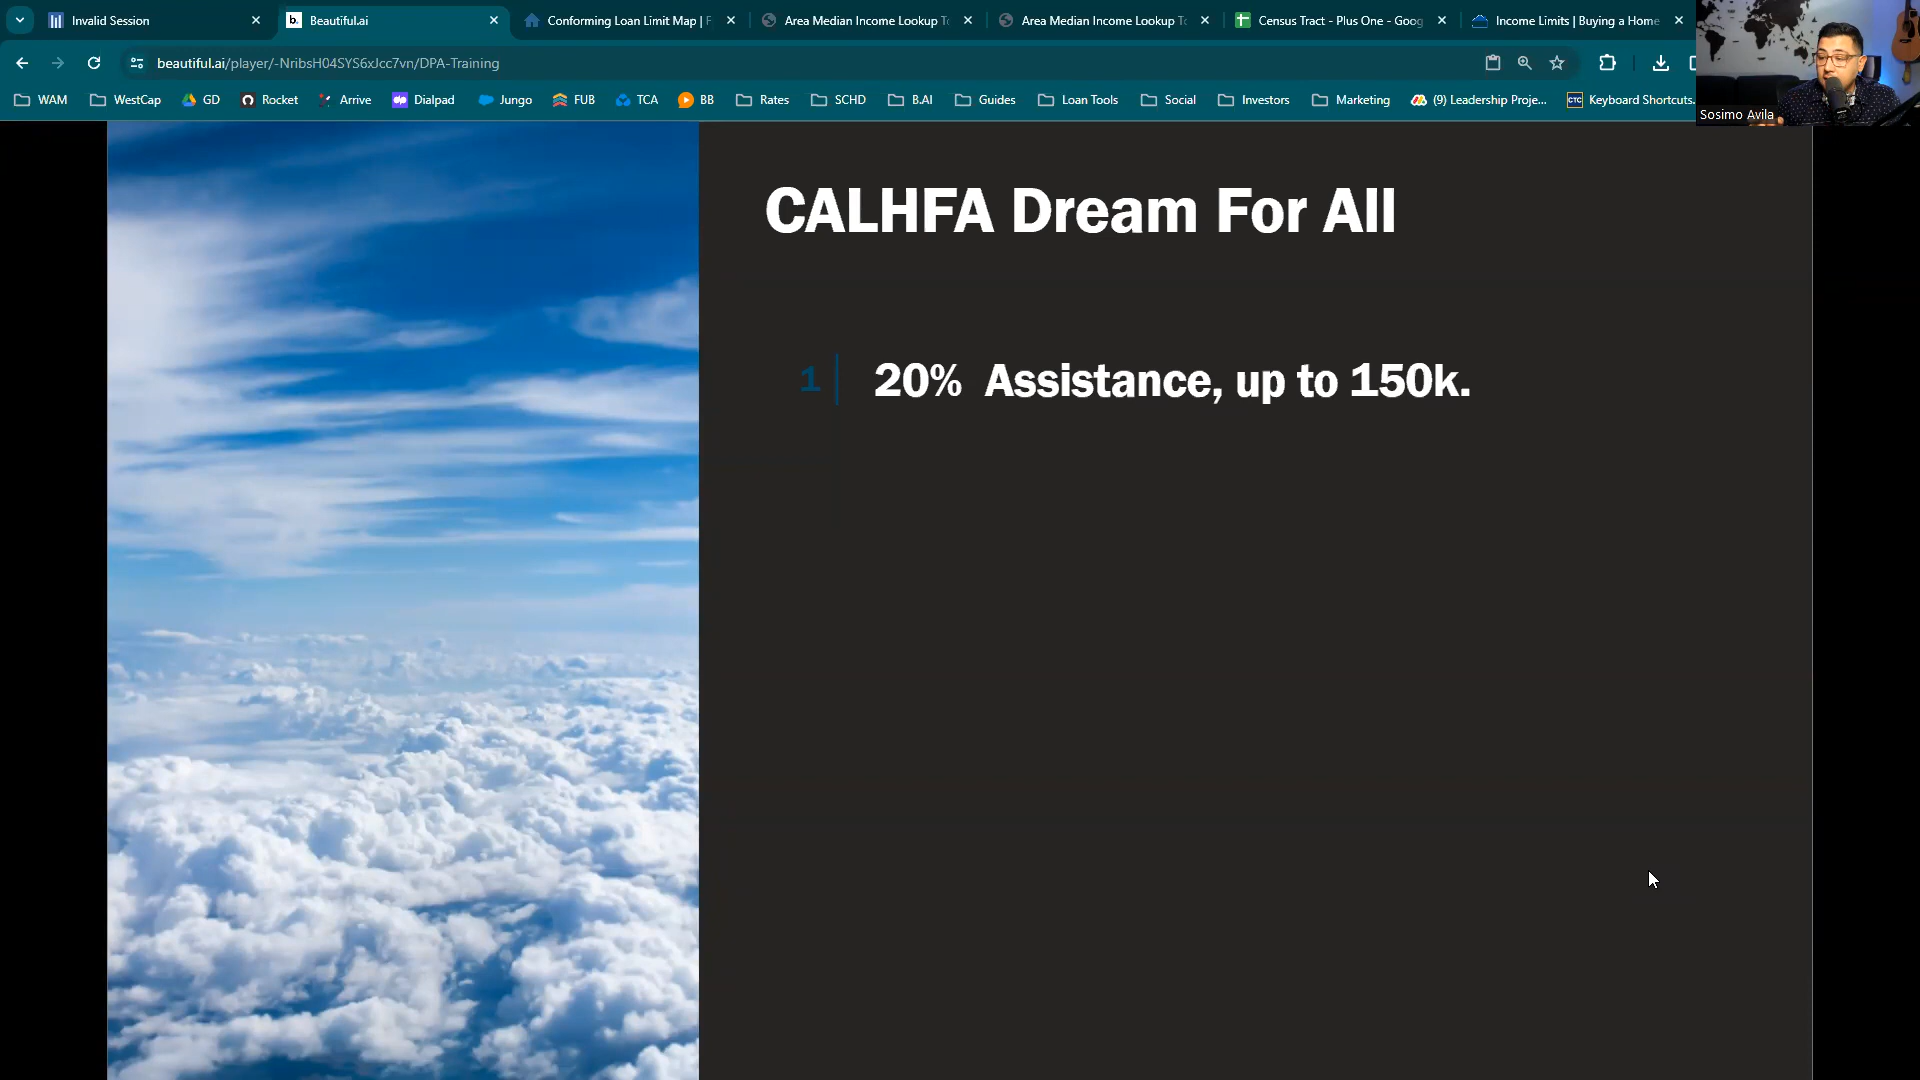 Invalid Session
Beautiful.ai
Conforming Loan Limit Map | F
Area Median Income Lookup To
Area Median Income Lookup To
Census Tract - Plus One - Goog
Income Limits | Buying a Home
beautiful.ai/player/-NribsH04SYS6xJcc7vn/DPA-Training
WAM
WestCap
GD
Rocket
Arrive
Dialpad
Jungo
FUB
TCA
BB
Rates
SCHD
B.AI
Guides
Loan Tools
Social
Investors
Marketing
(9) Leadership Proje...
CTC
Keyboard Shortcuts.
Sosimo Avila
CALHFA Dream For All
1
20% Assistance, up to 150k.